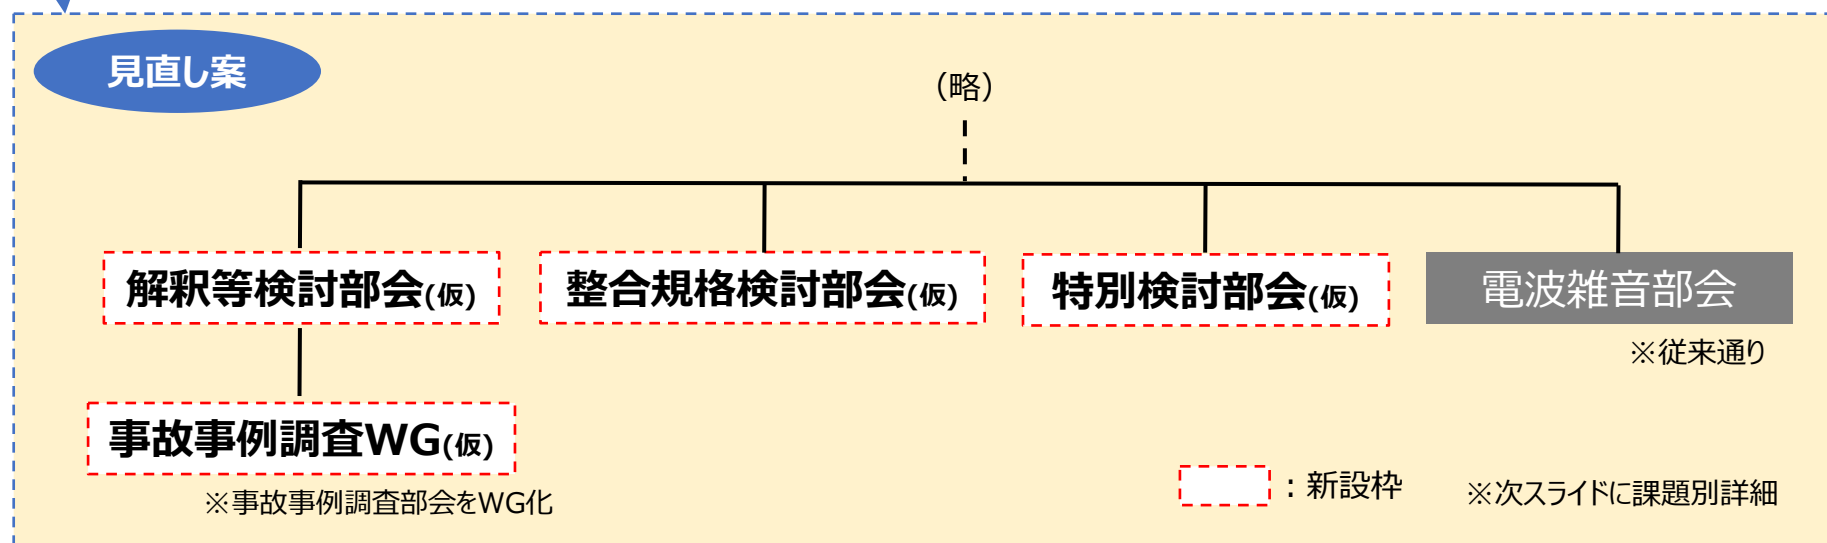 見直し案
（略）
解釈等検討部会(仮)
整合規格検討部会(仮)
特別検討部会(仮)
電波雑音部会
※従来通り
事故事例調査WG(仮)
※事故事例調査部会をWG化
：新設枠
※次スライドに課題別詳細